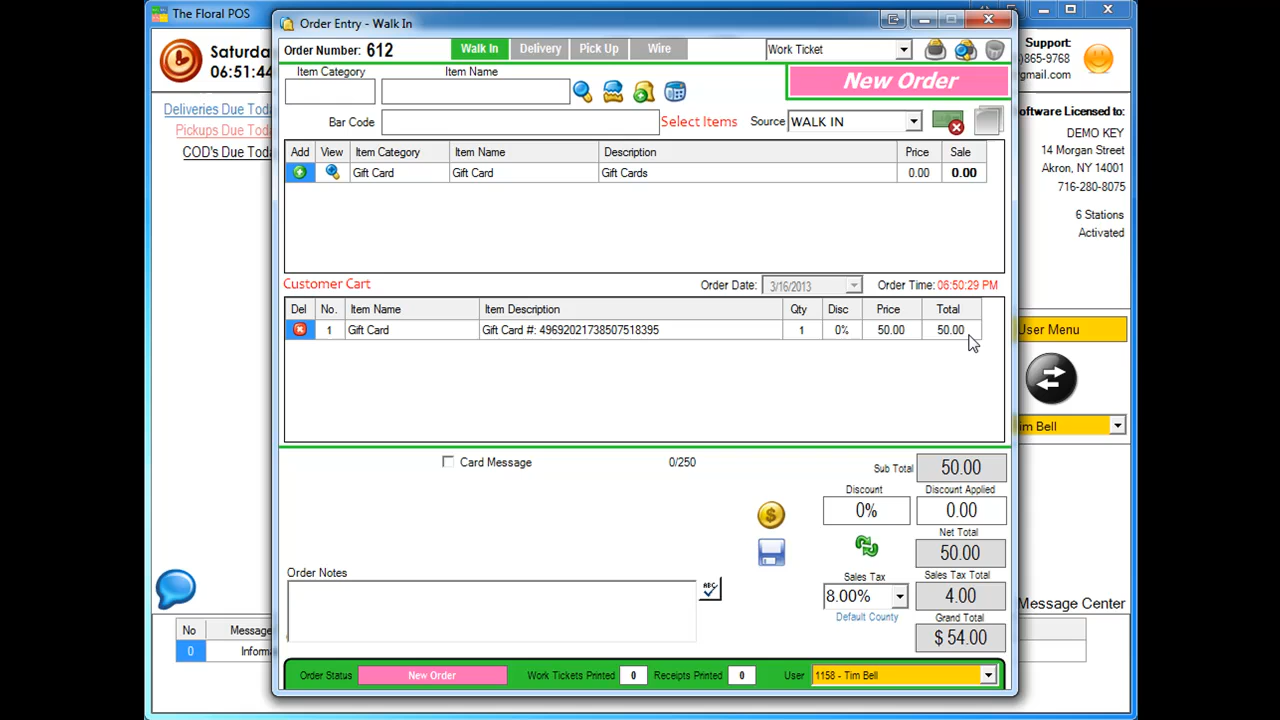 The Floral POS
Order Entry - Walk In
Saturda
06:51:44
Support:
)865-9768
gmail.com
Order Number: 612
Walk In
Delivery
Pick Up
Wire
Work Ticket
Item Category
Item Name
New Order
Deliveries Due Toda
Pickups Due Toda
COD's Due Toda
Bar Code
Select Items
Source
WALK IN
oftware Licensed to:
DEMO KEY
14 Morgan Street
Akron, NY 14001
716-280-8075
6 Stations
Activated
Add View Item Category Item Name Description Price Sale
Gift Card Gift Card Gift Cards 0.00 0.00
Customer Cart
Order Date: 3/16/2013
Order Time: 06:50:29 PM
Del No. Item Name Item Description Qty Disc Price Total
1 Gift Card Gift Card #: 49692021738507518395 1 0% 50.00 50.00
User Menu
im Bell
Card Message
0/250
Sub Total 50.00
Discount
Discount Applied
0%
0.00
Net Total
50.00
Order Notes
ABC
Sales Tax
Sales Tax Total
8.00%
4.00
Default County
Grand Total
$ 54.00
Message Center
No Message
0 Informa
Order Status New Order Work Tickets Printed 0 Receipts Printed 0 User 1158 - Tim Bell